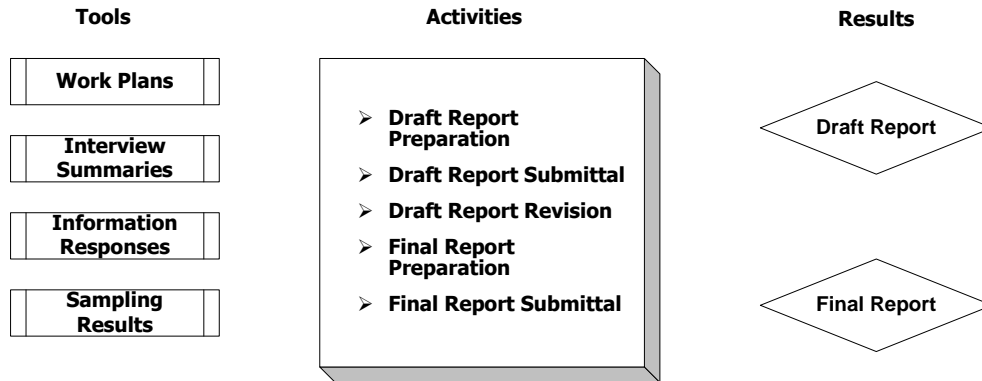 Tools
Activities
Results
Work Plans
Interview
Summaries
Information
Responses
Sampling
Results
➢ Draft Report
Preparation
➢ Draft Report Submittal
➢ Draft Report Revision
➢ Final Report
Preparation
➢ Final Report Submittal
Draft Report
Final Report